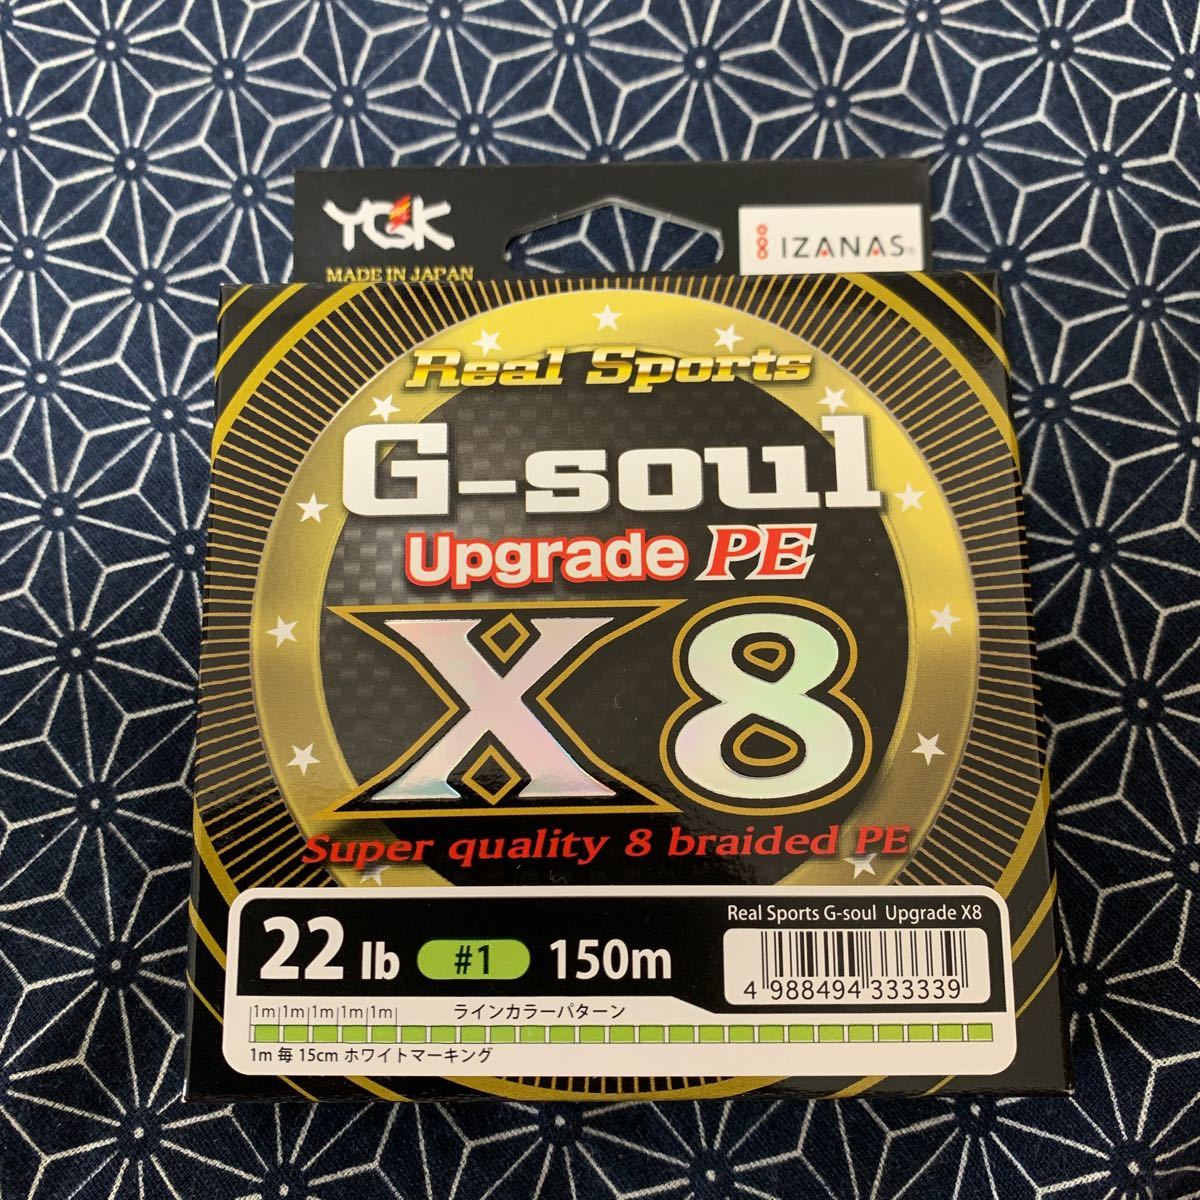 YGK
MADE IN JAPAN
IZANAS®
Real Sports
G-soul
Upgrade PE
X8
Super quality 8 braided PE
22 lb #1 150m
Real Sports G-soul Upgrade X8
4 988494 333339
1m 1m 1m 1m 1m ラインカラーパターン
1m 毎 15cm ホワイトマーキング